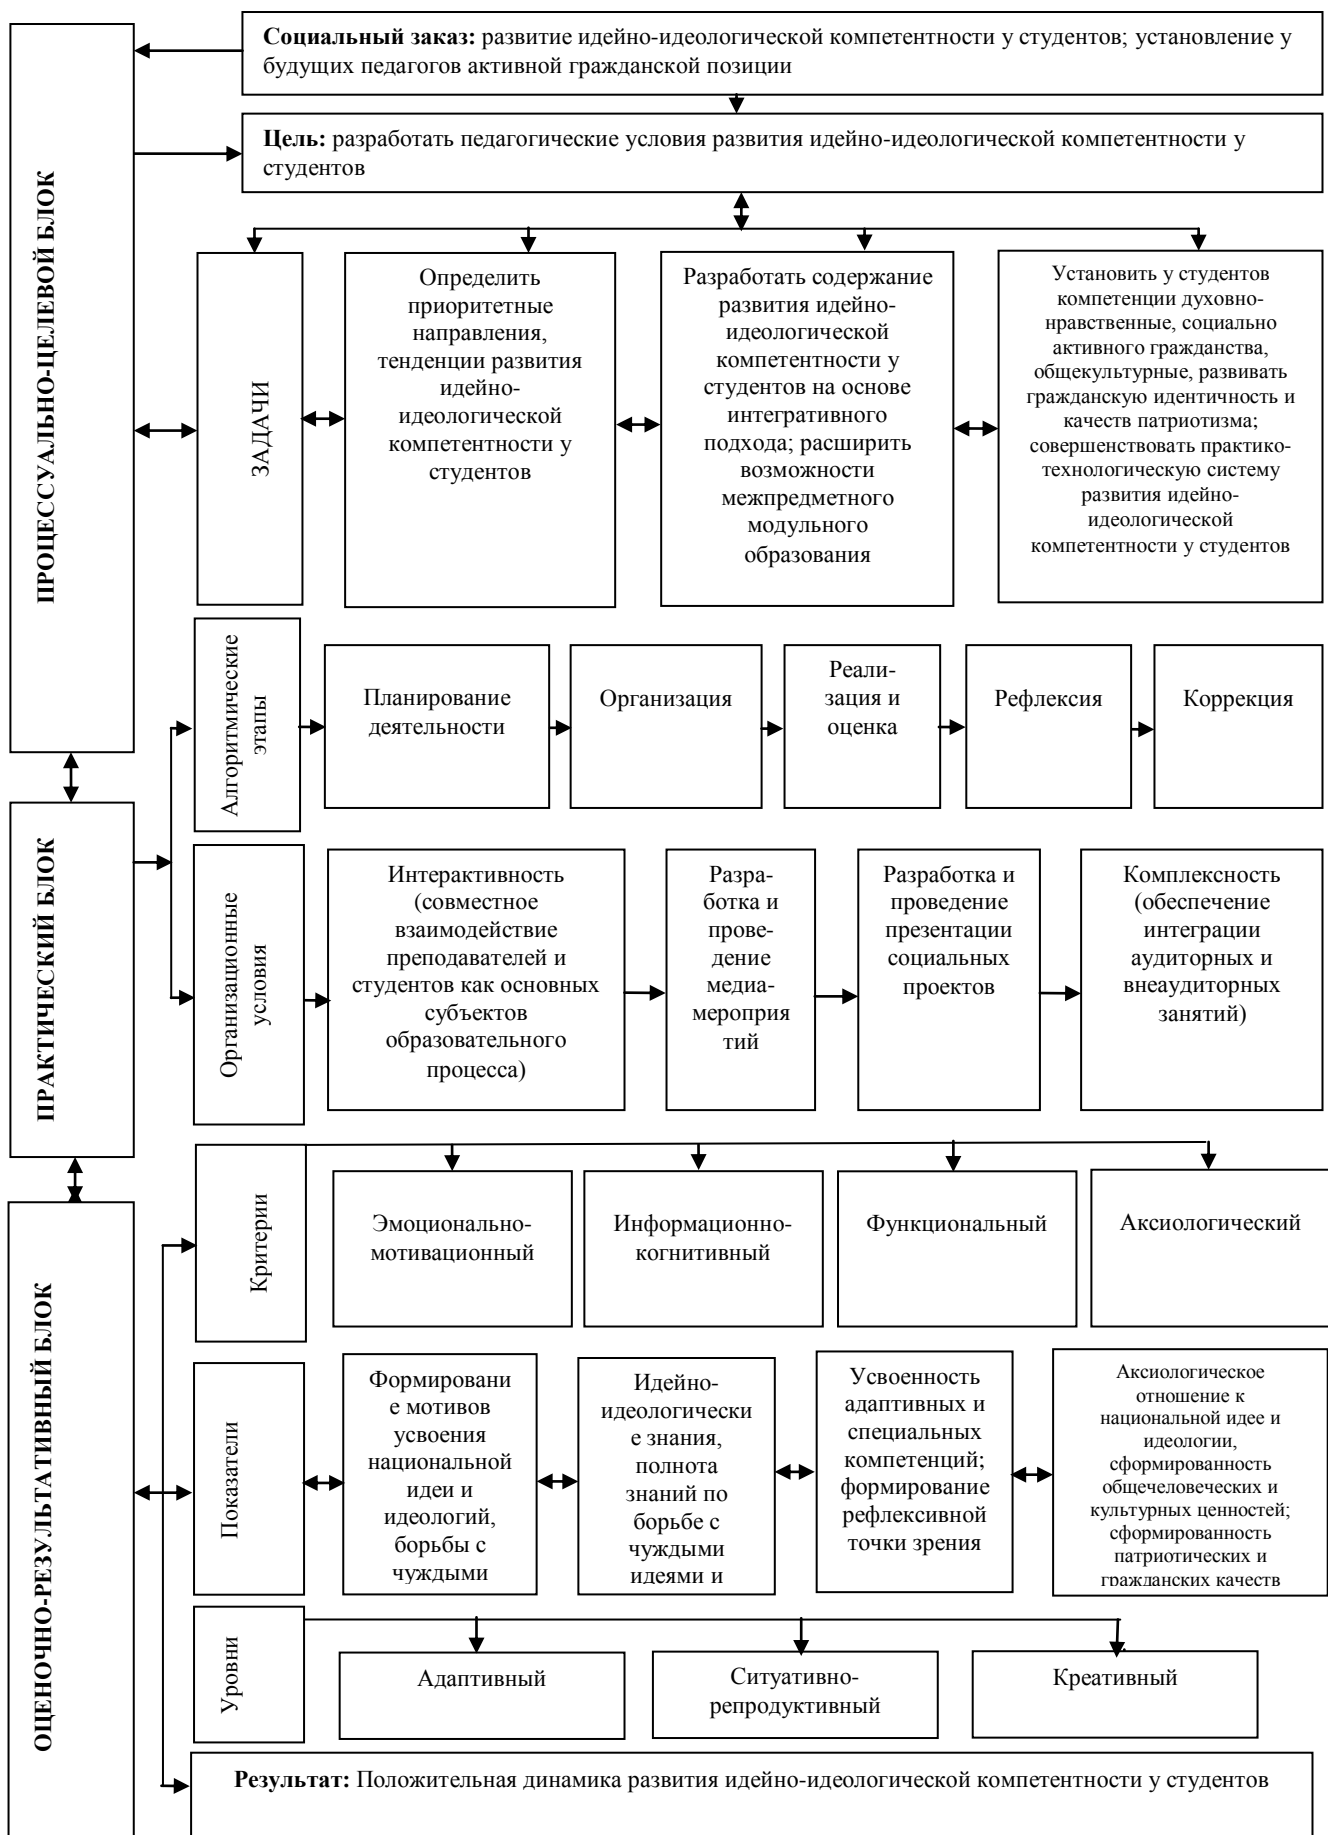 Социальный заказ: развитие идейно-идеологической компетентности у студентов; установление у
будущих педагогов активной гражданской позиции
Цель: разработать педагогические условия развития идейно-идеологической компетентности у
студентов
ПРОЦЕССУАЛЬНО-ЦЕЛЕВОЙ БЛОК
ЗАДАЧИ
Определить
приоритетные
направления,
тенденции развития
идейно-
идеологической
компетентности у
студентов
Разработать содержание
развития идейно-
идеологической
компетентности у
студентов на основе
интегративного
подхода; расширить
возможности
межпредметного
модульного
образования
Установить у студентов
компетенции духовно-
нравственные, социально
активного гражданства,
общекультурные, развивать
гражданскую идентичность и
качеств патриотизма;
совершенствовать практико-
технологическую систему
развития идейно-
идеологической
компетентности у студентов
ПРАКТИЧЕСКИЙ БЛОК
Алгоритмические
этапы
Планирование
деятельности
Организация
Реали-
зация и
оценка
Рефлексия
Коррекция
Организационные
условия
Интерактивность
(совместное
взаимодействие
преподавателей и
студентов как основных
субъектов
образовательного
процесса)
Разра-
ботка и
прове-
дение
медиа-
мероприя
тий
Разработка и
проведение
презентации
социальных
проектов
Комплексность
(обеспечение
интеграции
аудиторных и
внеаудиторных
занятий)
ОЦЕНОЧНО-РЕЗУЛЬТАТИВНЫЙ БЛОК
Критерии
Эмоционально-
мотивационный
Информационно-
когнитивный
Функциональный
Аксиологический
Показатели
Формировани
е мотивов
усвоения
национальной
идеи и
идеологий,
борьбы с
чуждыми
Идейно-
идеологически
е знания,
полнота
знаний по
борьбе с
чуждыми
идеями и
Усвоенность
адаптивных и
специальных
компетенций;
формирование
рефлексивной
точки зрения
Аксиологическое
отношение к
национальной идее и
идеологии,
сформированность
общечеловеческих и
культурных ценностей;
сформированность
патриотических и
гражданских качеств
Уровни
Адаптивный
Ситуативно-
репродуктивный
Креативный
Результат: Положительная динамика развития идейно-идеологической компетентности у студентов